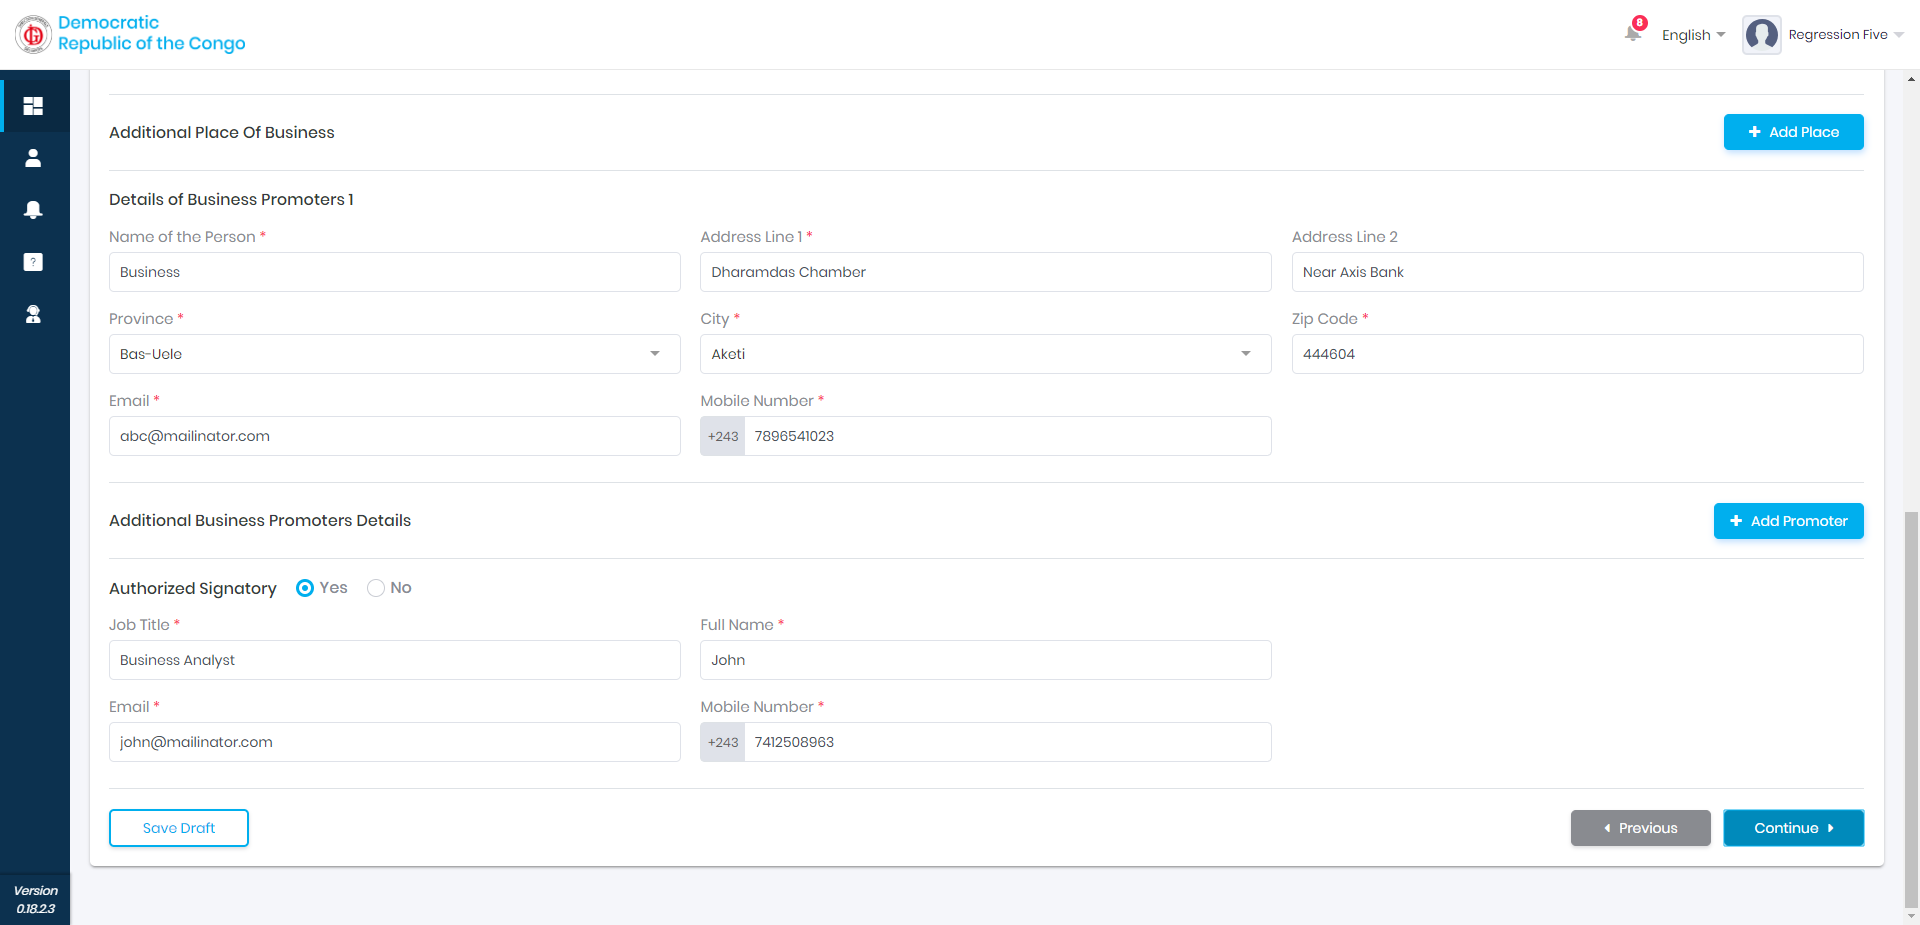 Democratic
Republic of the Congo
8
English
Regression Five
Additional Place Of Business
+ Add Place
Details of Business Promoters 1
Name of the Person *
Address Line 1 *
Address Line 2
Business
Dharamdas Chamber
Near Axis Bank
Province *
City *
Zip Code *
Bas-Uele
Aketi
444604
Email *
Mobile Number *
abc@mailinator.com
+243 7896541023
Additional Business Promoters Details
+ Add Promoter
Authorized Signatory Yes No
Job Title *
Full Name *
Business Analyst
John
Email *
Mobile Number *
john@mailinator.com
+243 7412508963
Save Draft
Previous
Continue
Version
0.18.2.3